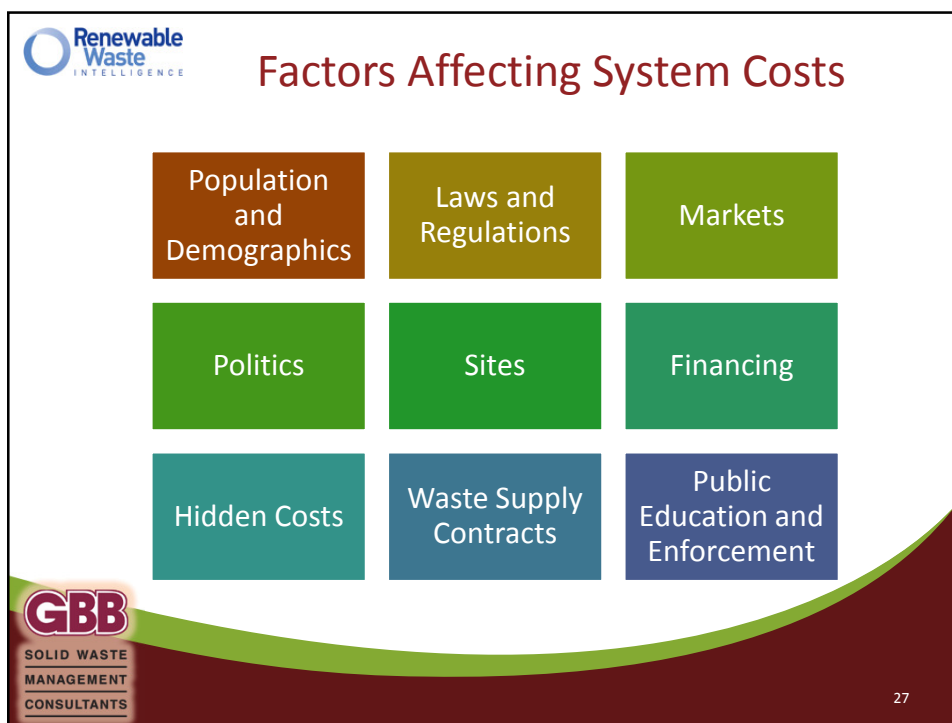 Renewable
Waste
INTELLIGENCE
Factors Affecting System Costs
Population
and
Demographics
Laws and
Regulations
Markets
Politics
Sites
Financing
Hidden Costs
Waste Supply
Contracts
Public
Education and
Enforcement
GBB
SOLID WASTE
MANAGEMENT
CONSULTANTS
27